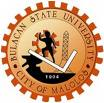 BULACAN STATE UNIVERSITY
1904
CITY OF MALOLOS